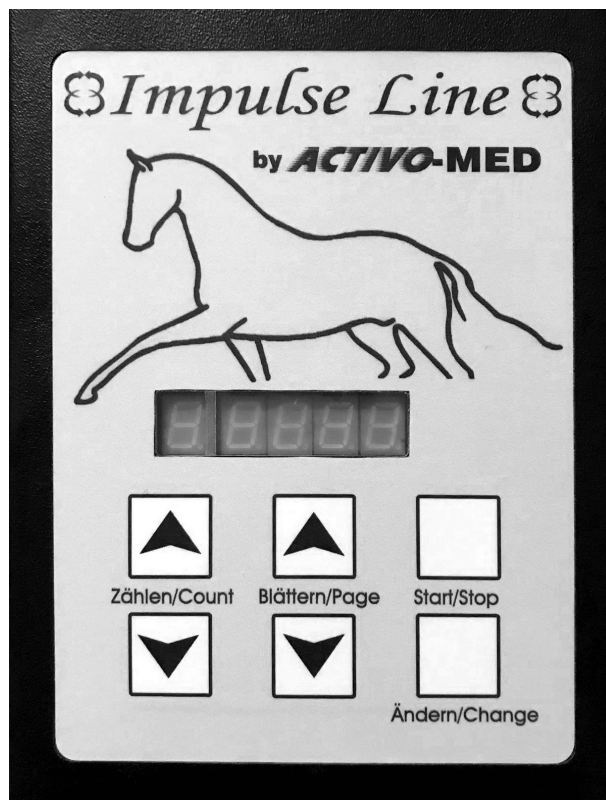 Impulse Line
by ACTIVO-MED
Zählen/Count Blättern/Page Start/Stop
Ändern/Change